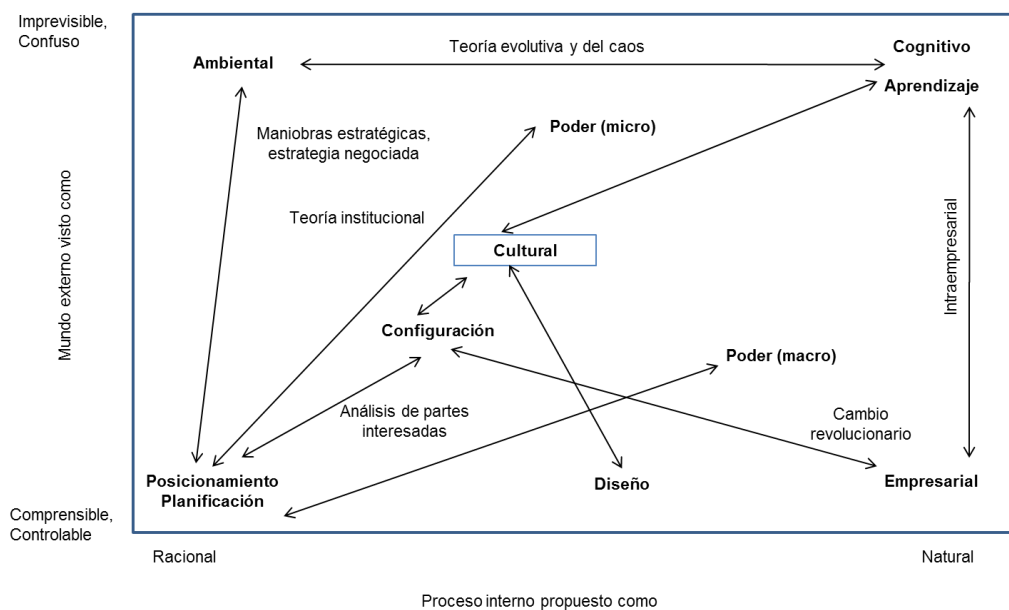 Imprevisible,
Confuso
Teoría evolutiva y del caos
Cognitivo
Ambiental
Aprendizaje
Maniobras estratégicas,
estrategia negociada
Poder (micro)
Mundo externo visto como
Teoría institucional
Cultural
Intraempresarial
Configuración
Poder (macro)
Análisis de partes
interesadas
Cambio
revolucionario
Posicionamiento
Planificación
Diseño
Empresarial
Comprensible,
Controlable
Racional
Natural
Proceso interno propuesto como